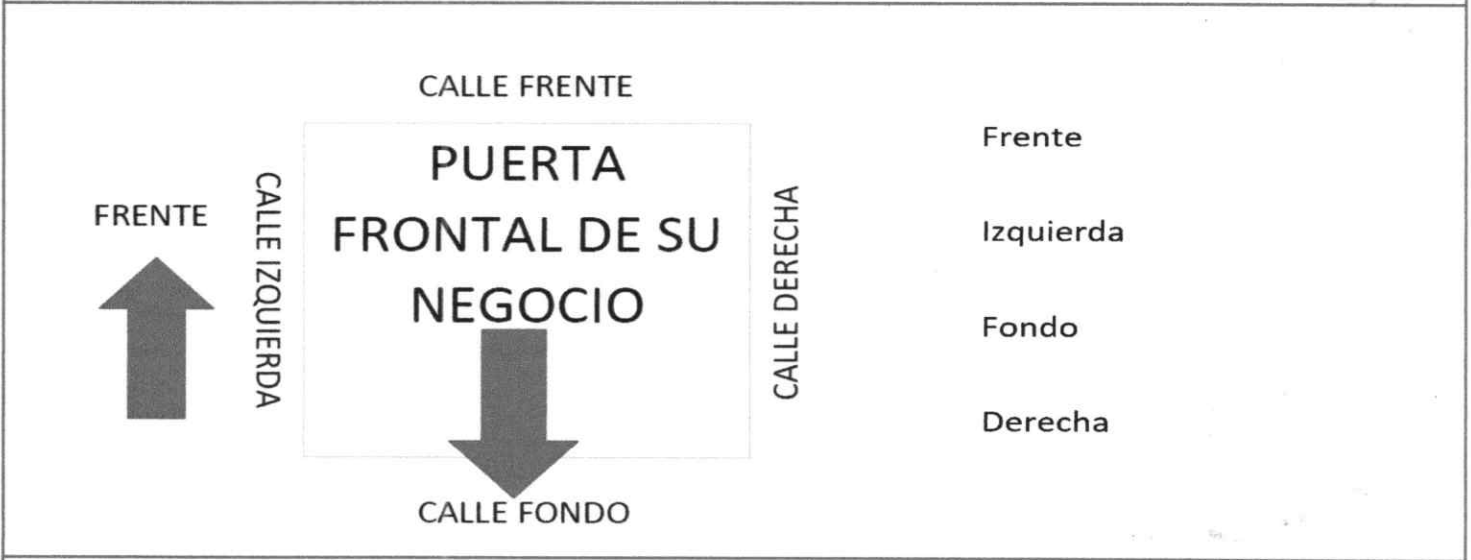 CALLE FRENTE
FRENTE
CALLE IZQUIERDA
PUERTA
FRONTAL DE SU
NEGOCIO
CALLE DERECHA
CALLE FONDO
Frente
Izquierda
Fondo
Derecha